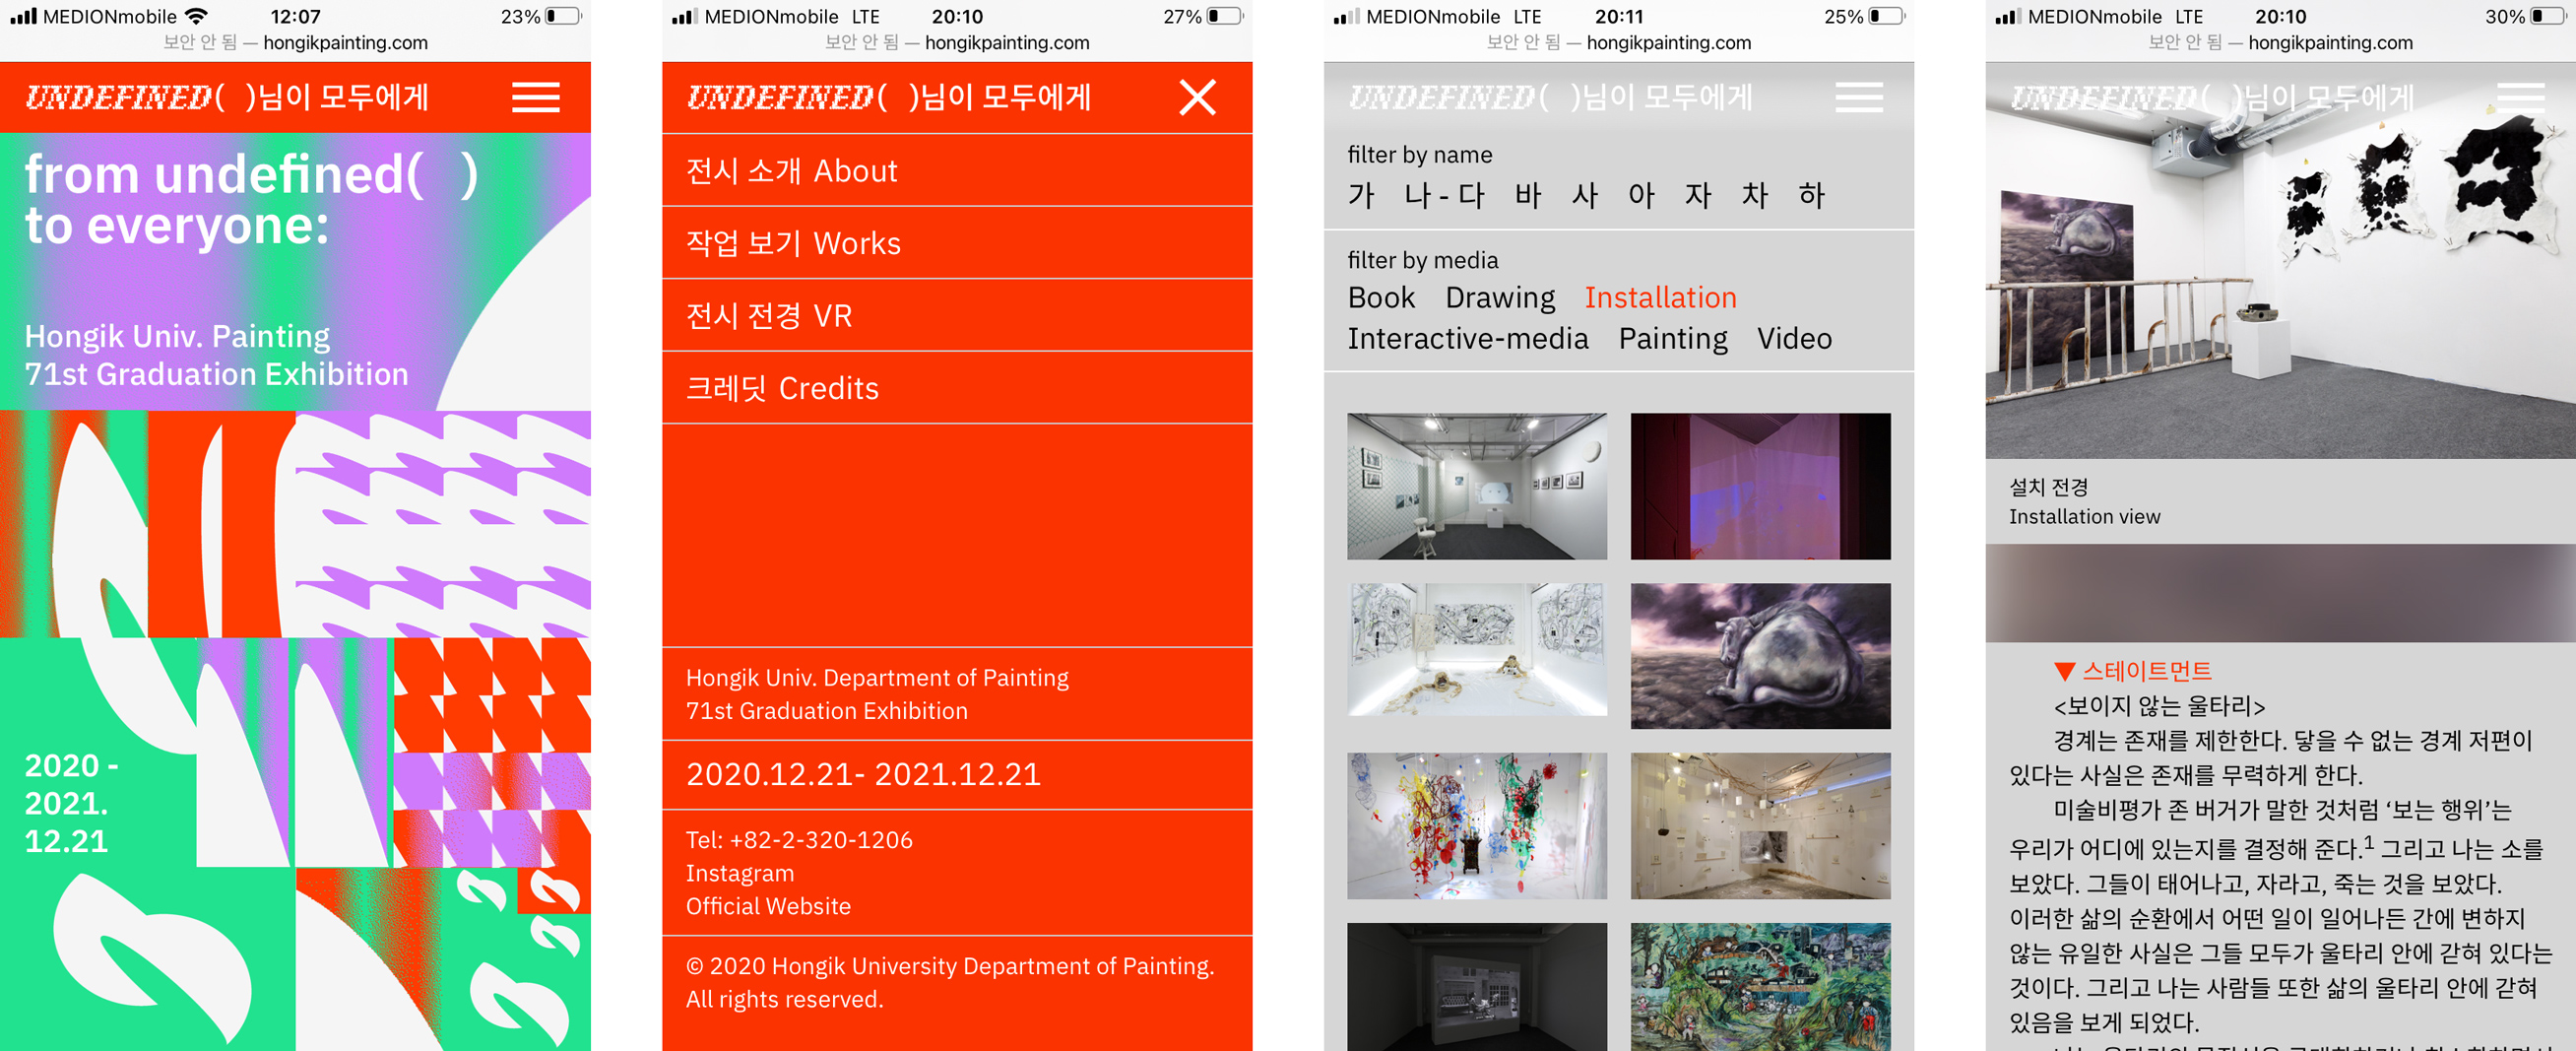 MEDIONmobile 12:07 23%
보안 안 됨 — hongikpainting.com
UNDEFINED( )님이 모두에게
from undefined( )
to everyone:
Hongik Univ. Painting
71st Graduation Exhibition
2020 -
2021.
12.21
MEDIONmobile LTE 20:10 27%
보안 안 됨 — hongikpainting.com
UNDEFINED( )님이 모두에게
전시 소개 About
작업 보기 Works
전시 전경 VR
크레딧 Credits
Hongik Univ. Department of Painting
71st Graduation Exhibition
2020.12.21- 2021.12.21
Tel: +82-2-320-1206
Instagram
Official Website
© 2020 Hongik University Department of Painting.
All rights reserved.
MEDIONmobile LTE 20:11 25%
보안 안 됨 — hongikpainting.com
UNDEFINED( )님이 모두에게
filter by name
가 나-다 바 사 아 자 차 하
filter by media
Book Drawing Installation
Interactive-media Painting Video
MEDIONmobile LTE 20:10 30%
보안 안 됨 — hongikpainting.com
UNDEFINED( )님이 모두에게
설치 전경
Installation view
▼ 스테이트먼트
<보이지 않는 울타리>
경계는 존재를 제한한다. 닿을 수 없는 경계 저편이
있다는 사실은 존재를 무력하게 한다.
미술비평가 존 버거가 말한 것처럼 ‘보는 행위’는
우리가 어디에 있는지를 결정해 준다.1 그리고 나는 소를
보았다. 그들이 태어나고, 자라고, 죽는 것을 보았다.
이러한 삶의 순환에서 어떤 일이 일어나든 간에 변하지
않는 유일한 사실은 그들 모두가 울타리 안에 갇혀 있다는
것이다. 그리고 나는 사람들 또한 삶의 울타리 안에 갇혀
있음을 보게 되었다.